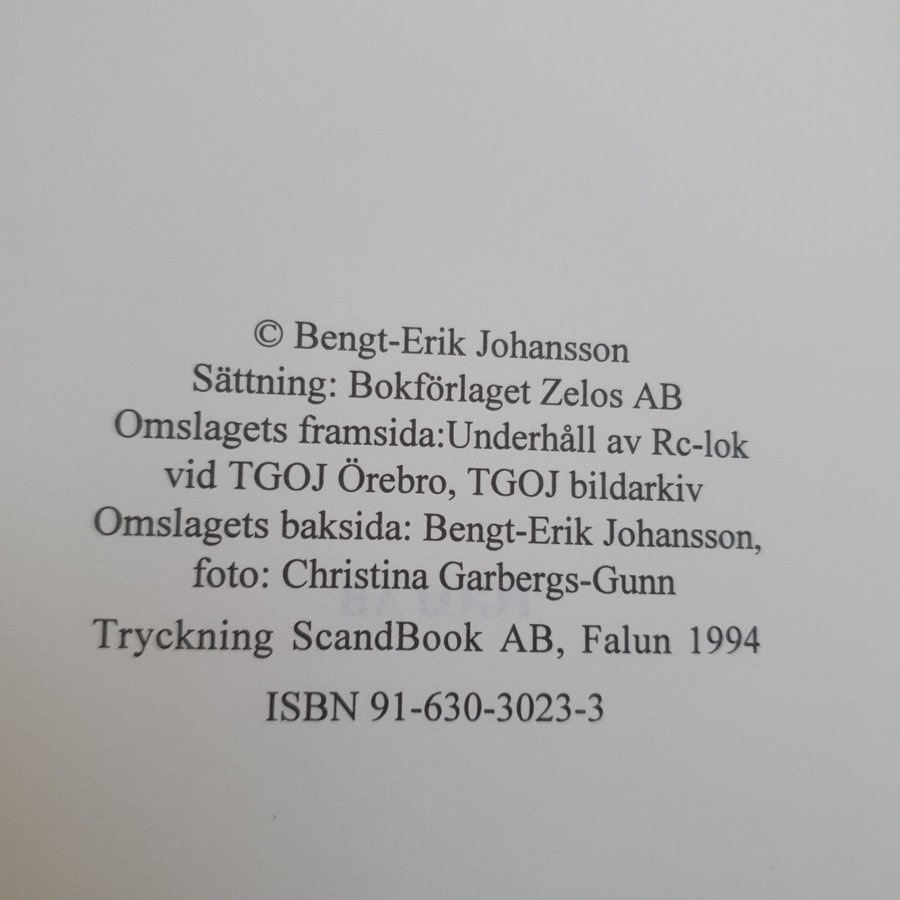 © Bengt-Erik Johansson
Sättning: Bokförlaget Zelos AB
Omslagets framsida:Underhåll av Rc-lok
vid TGOJ Örebro, TGOJ bildarkiv
Omslagets baksida: Bengt-Erik Johansson,
foto: Christina Garbergs-Gunn
Tryckning ScandBook AB, Falun 1994
ISBN 91-630-3023-3